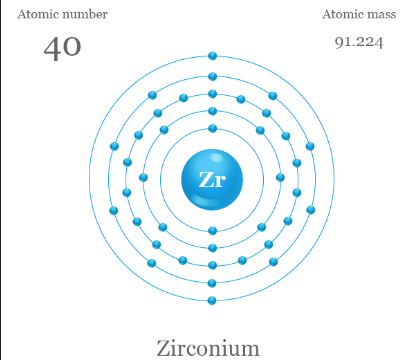 Atomic number
Atomic mass
40
91.224
Zr
Zirconium